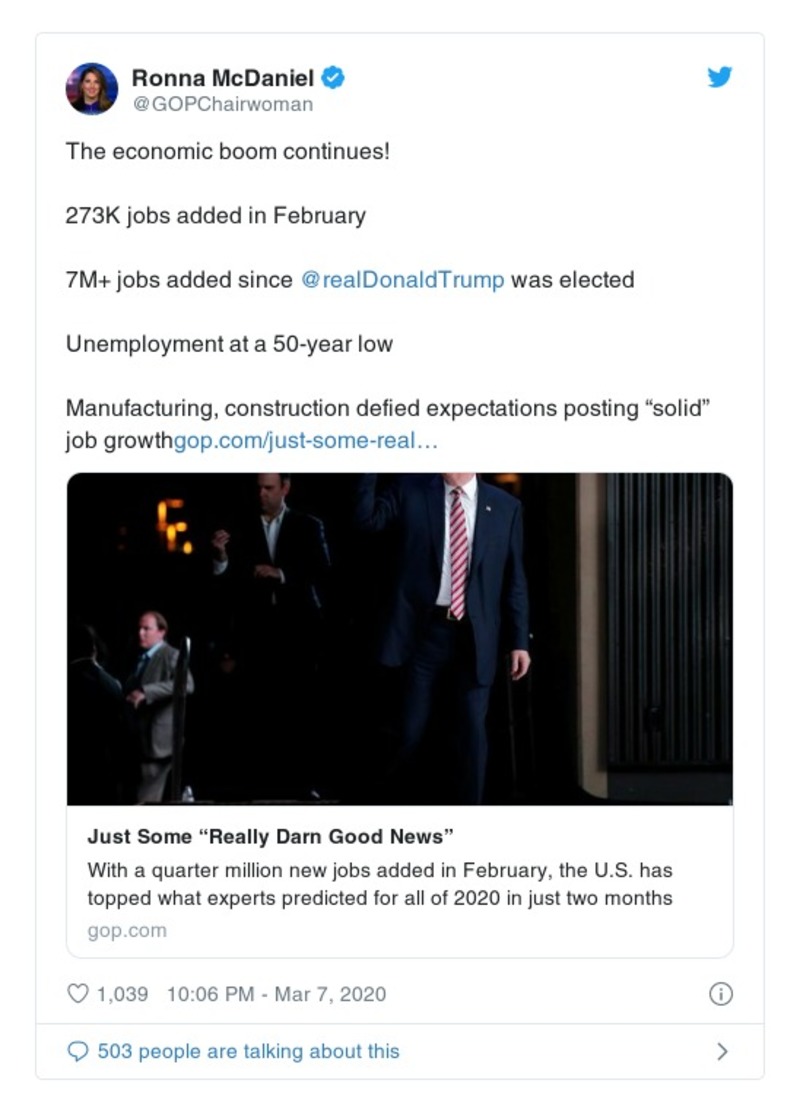 Ronna McDaniel
@GOPChairwoman
The economic boom continues!
273K jobs added in February
7M+ jobs added since @realDonaldTrump was elected
Unemployment at a 50-year low
Manufacturing, construction defied expectations posting “solid”
job growthgop.com/just-some-real…
Just Some “Really Darn Good News”
With a quarter million new jobs added in February, the U.S. has
topped what experts predicted for all of 2020 in just two months
gop.com
1,039 10:06 PM - Mar 7, 2020
503 people are talking about this